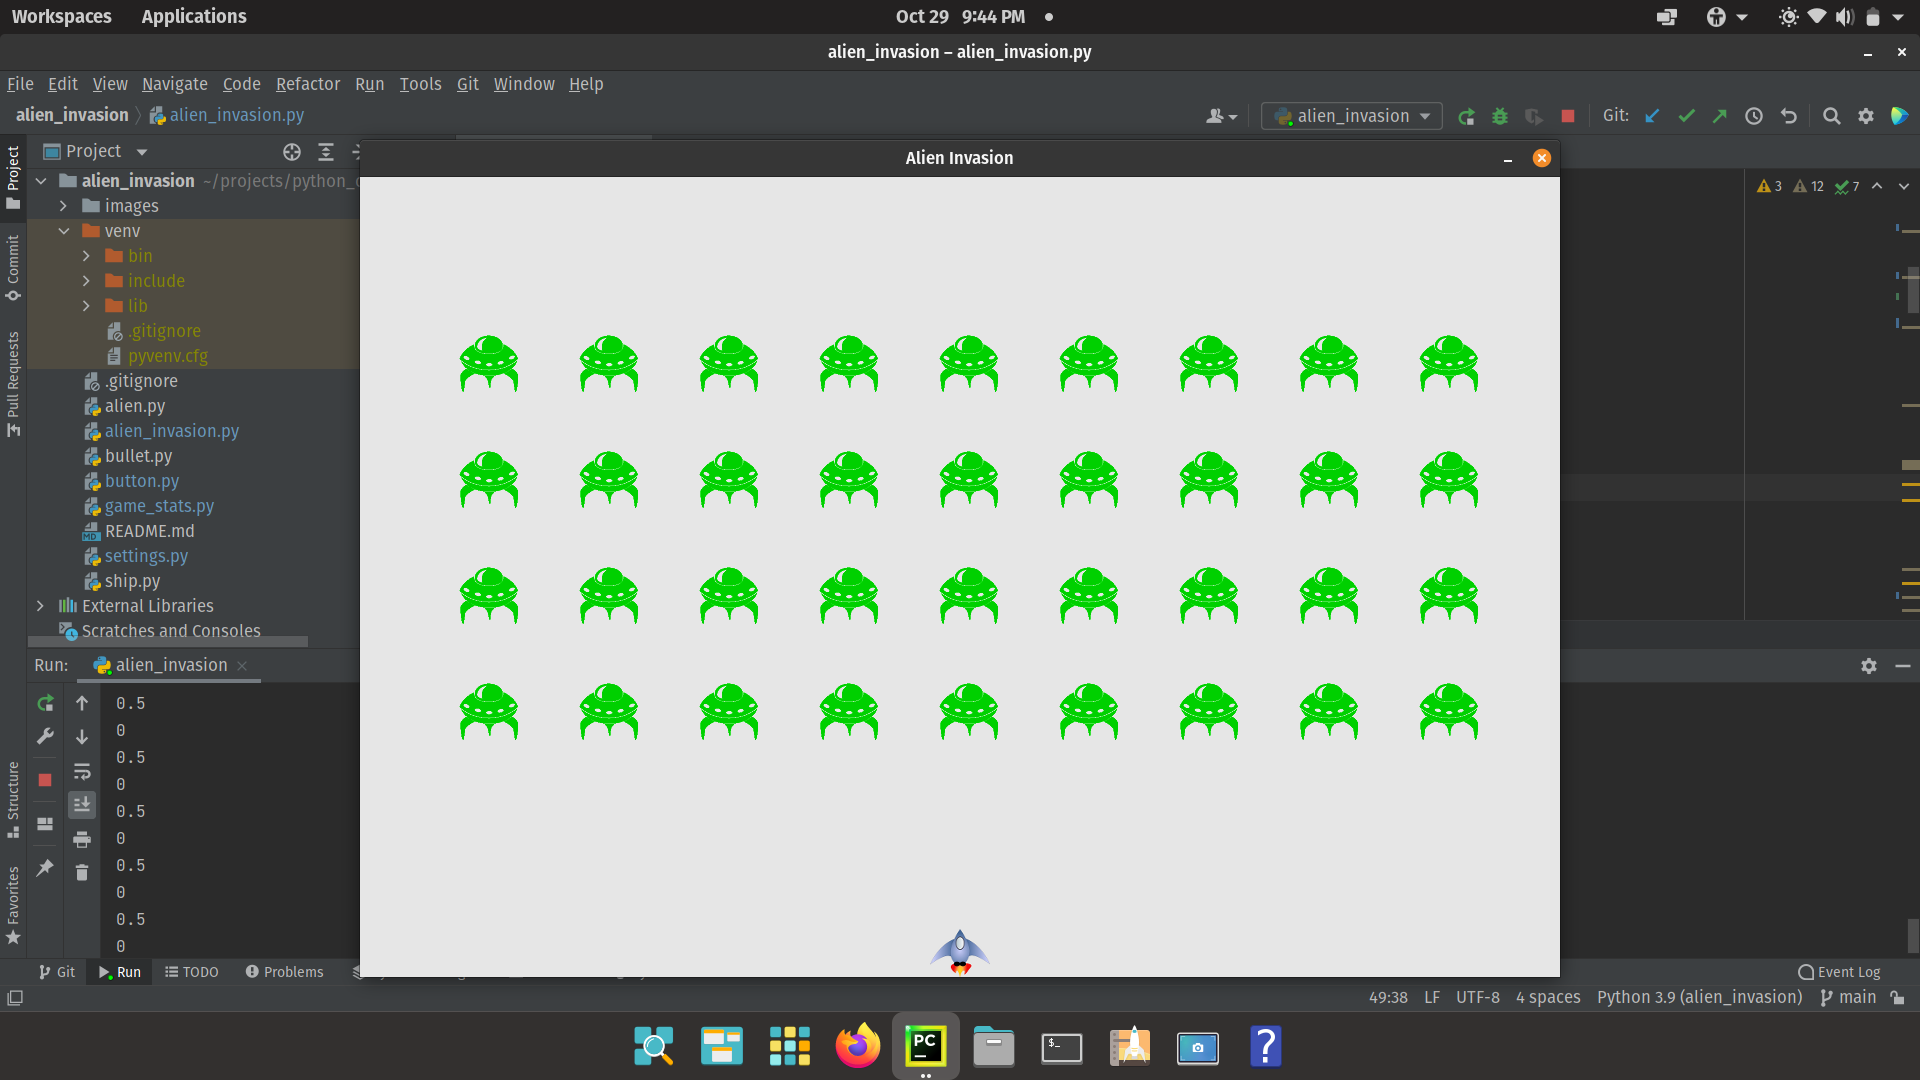 Workspaces Applications Oct 29 9:44 PM
alien_invasion – alien_invasion.py
File Edit View Navigate Code Refactor Run Tools Git Window Help
alien_invasion alien_invasion.py alien_invasion Git:
Project
Alien Invasion
alien_invasion ~/projects/python_
3 12 7
images
venv
bin
include
lib
.gitignore
pyvenv.cfg
.gitignore
alien.py
alien_invasion.py
bullet.py
button.py
game_stats.py
MD README.md
settings.py
ship.py
External Libraries
Scratches and Consoles
Project
Commit
Pull Requests
Structure
Favorites
Run: alien_invasion
0.5
0
0.5
0
0.5
0
0.5
0
0.5
0
Git Run TODO Problems Event Log
49:38 LF UTF-8 4 spaces Python 3.9 (alien_invasion) main
PC $_ ?